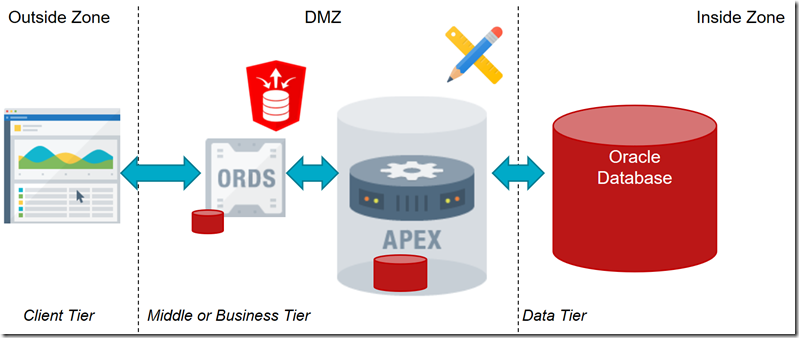 Outside Zone
DMZ
Inside Zone
ORDS
APEX
Oracle
Database
Client Tier
Middle or Business Tier
Data Tier